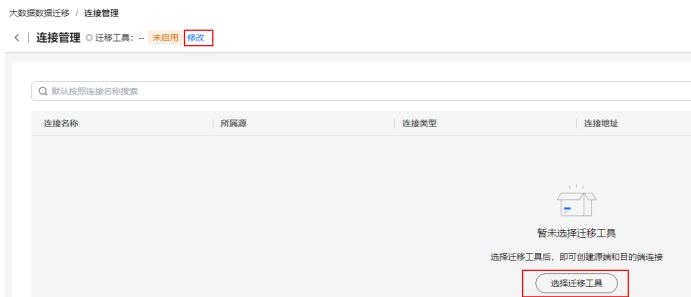 大数据数据迁移 / 连接管理
< 连接管理 迁移工具: -- 未启用 修改
默认按照连接名称搜索
连接名称 所属源 连接类型 连接地址
暂未选择迁移工具
选择迁移工具后，即可创建源端和目的端连接
选择迁移工具